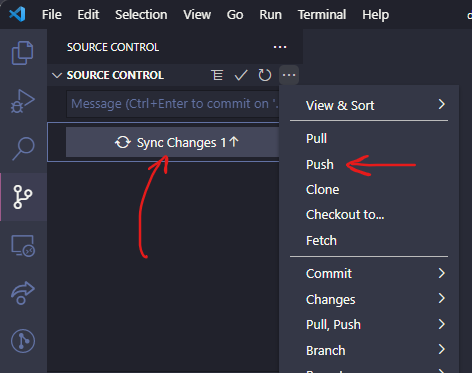 File Edit Selection View Go Run Terminal Help
SOURCE CONTROL
SOURCE CONTROL
Message (Ctrl+Enter to commit on '.
Sync Changes 1↑
View & Sort
Pull
Push
Clone
Checkout to...
Fetch
Commit
Changes
Pull, Push
Branch